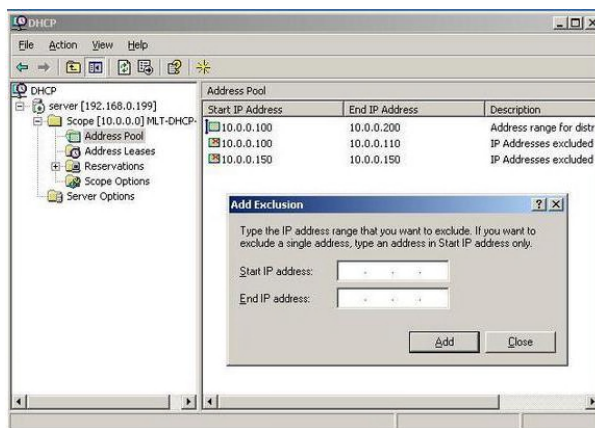 DHCP
File Action View Help
DHCP
server [192.168.0.199]
Scope [10.0.0.0] MLT-DHCP-
Address Pool
Address Leases
Reservations
Scope Options
Server Options
Address Pool
Start IP Address End IP Address Description
10.0.0.100 10.0.0.200 Address range for distr
10.0.0.100 10.0.0.110 IP Addresses excluded
10.0.0.150 10.0.0.150 IP Addresses excluded
Add Exclusion
Type the IP address range that you want to exclude. If you want to
exclude a single address, type an address in Start IP address only.
Start IP address:
End IP address:
Add Close